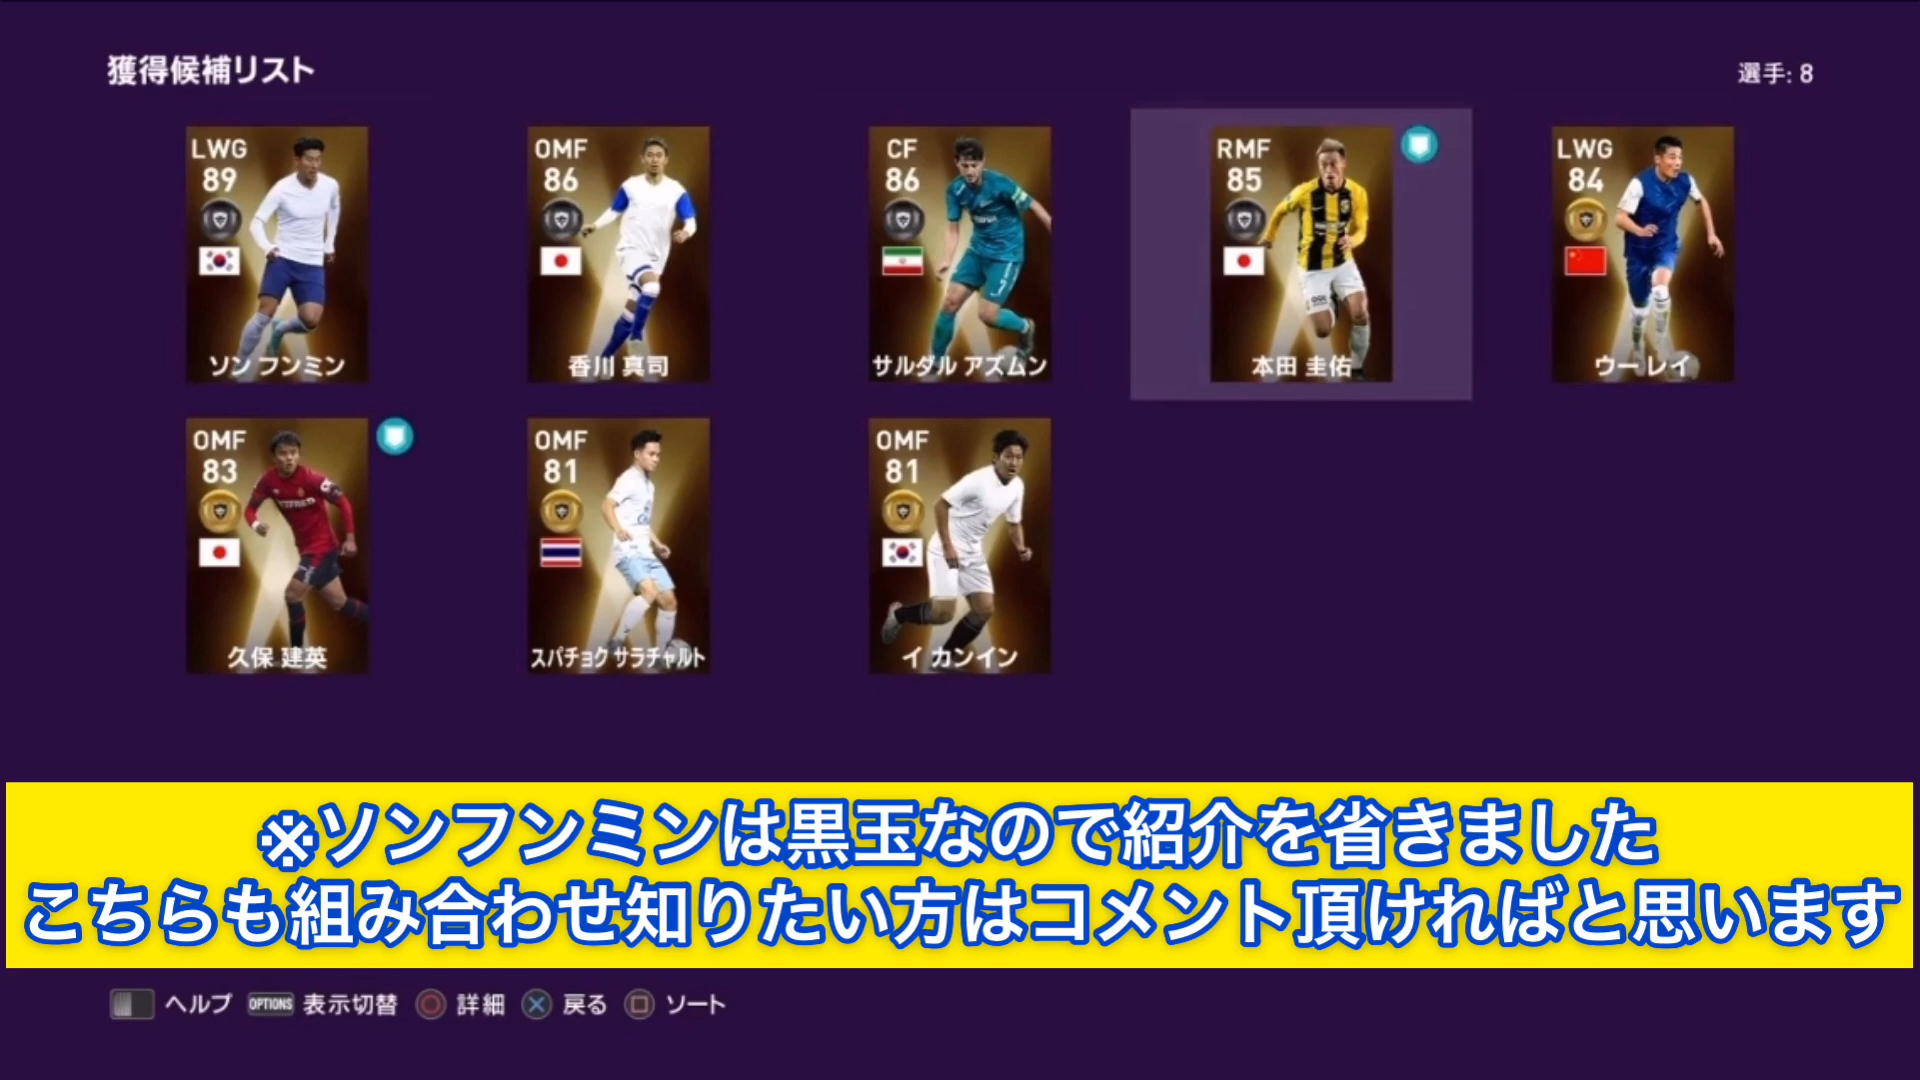 獲得候補リスト
選手: 8
LWG
89
ソン フンミン
OMF
86
香川 真司
CF
86
サルダル アズムン
RMF
85
本田 圭佑
LWG
84
ウー レイ
OMF
83
久保 建英
OMF
81
スパチョク サラチャルト
OMF
81
イ カンイン
※ソンフンミンは黒玉なので紹介を省きました
こちらも組み合わせ知りたい方はコメント頂ければと思います
ヘルプ OPTIONS 表示切替 詳細 戻る ソート